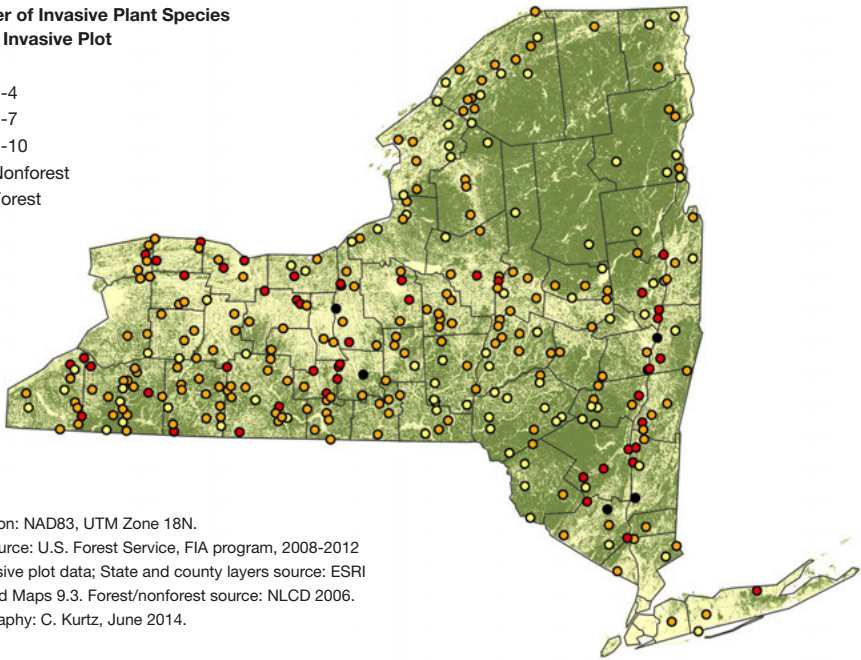 er of Invasive Plant Species
Invasive Plot
-4
-7
-10
Nonforest
orest
on: NAD83, UTM Zone 18N.
urce: U.S. Forest Service, FIA program, 2008-2012
sive plot data; State and county layers source: ESRI
d Maps 9.3. Forest/nonforest source: NLCD 2006.
aphy: C. Kurtz, June 2014.